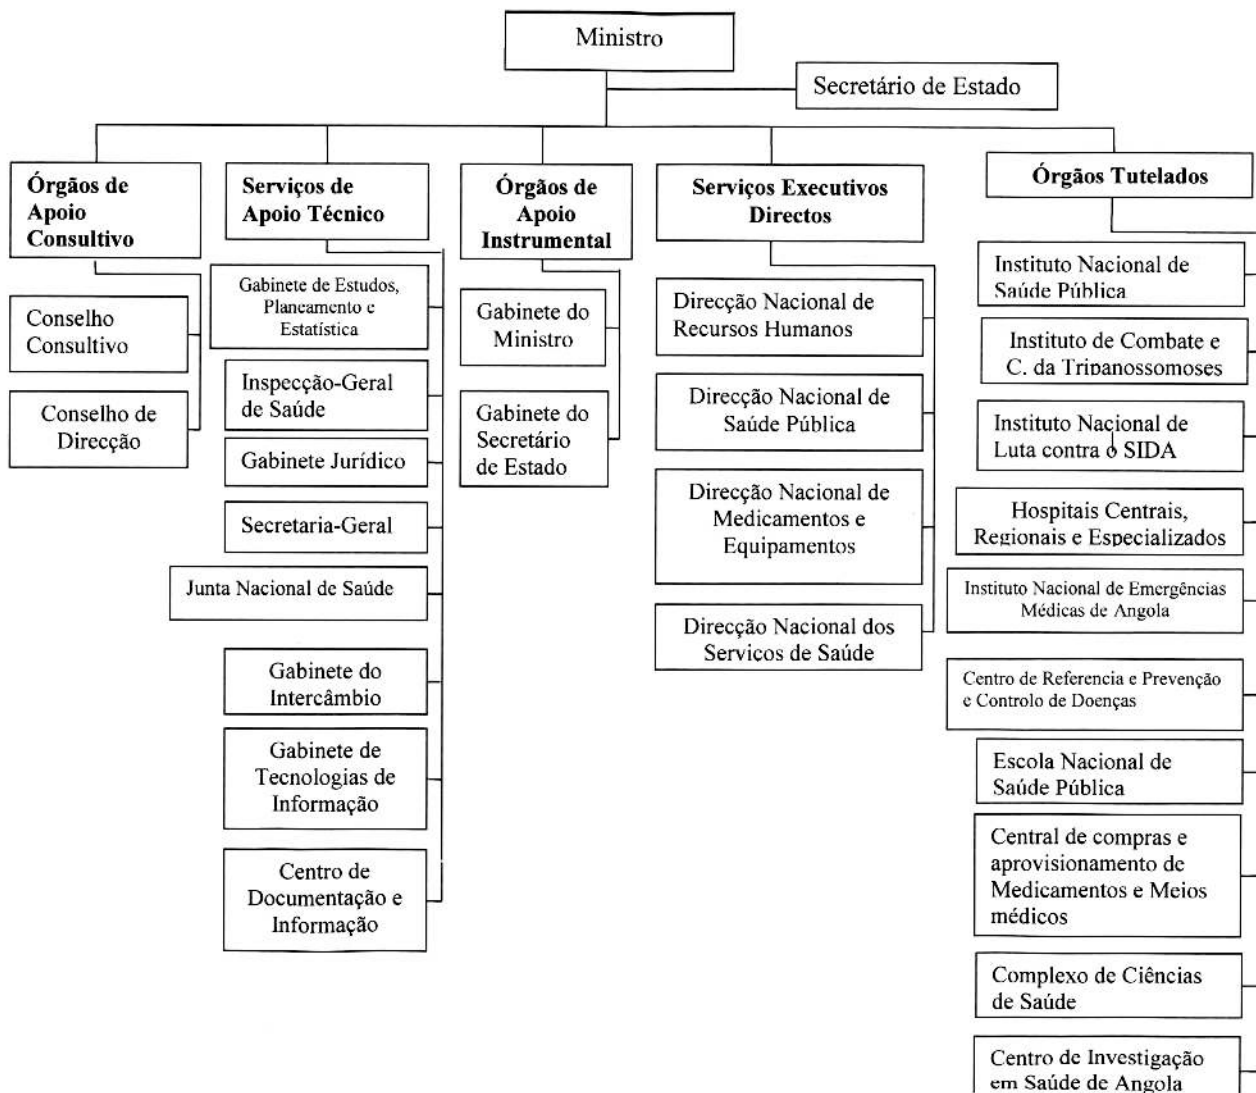 Ministro
Secretário de Estado
Órgãos de
Apoio
Consultivo
Conselho
Consultivo
Conselho de
Direcção
Serviços de
Apoio Técnico
Gabinete de Estudos,
Planeamento e
Estatística
Inspecção-Geral
de Saúde
Gabinete Jurídico
Secretaria-Geral
Junta Nacional de Saúde
Gabinete do
Intercâmbio
Gabinete de
Tecnologias de
Informação
Centro de
Documentação e
Informação
Órgãos de
Apoio
Instrumental
Gabinete do
Ministro
Gabinete do
Secretário
de Estado
Serviços Executivos
Directos
Direcção Nacional de
Recursos Humanos
Direcção Nacional de
Saúde Pública
Direcção Nacional de
Medicamentos e
Equipamentos
Direcção Nacional dos
Serviços de Saúde
Órgãos Tutelados
Instituto Nacional de
Saúde Pública
Instituto de Combate e
C. da Tripanossomoses
Instituto Nacional de
Luta contra o SIDA
Hospitais Centrais,
Regionais e Especializados
Instituto Nacional de Emergências
Médicas de Angola
Centro de Referencia e Prevenção
e Controlo de Doenças
Escola Nacional de
Saúde Pública
Central de compras e
aprovisionamento de
Medicamentos e Meios
médicos
Complexo de Ciências
de Saúde
Centro de Investigação
em Saúde de Angola